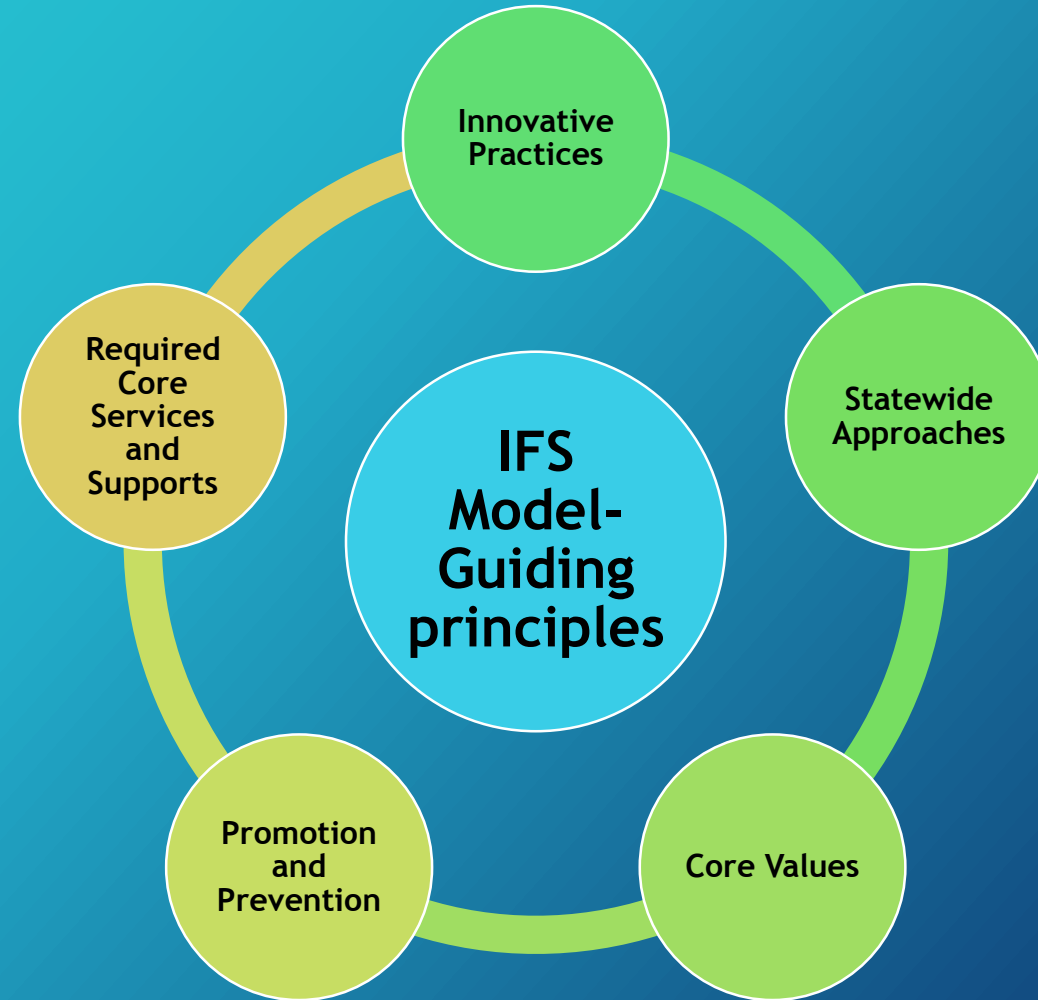 Innovative
Practices
Statewide
Approaches
Core Values
Promotion
and
Prevention
Required
Core
Services
and
Supports
IFS
Model-
Guiding
principles